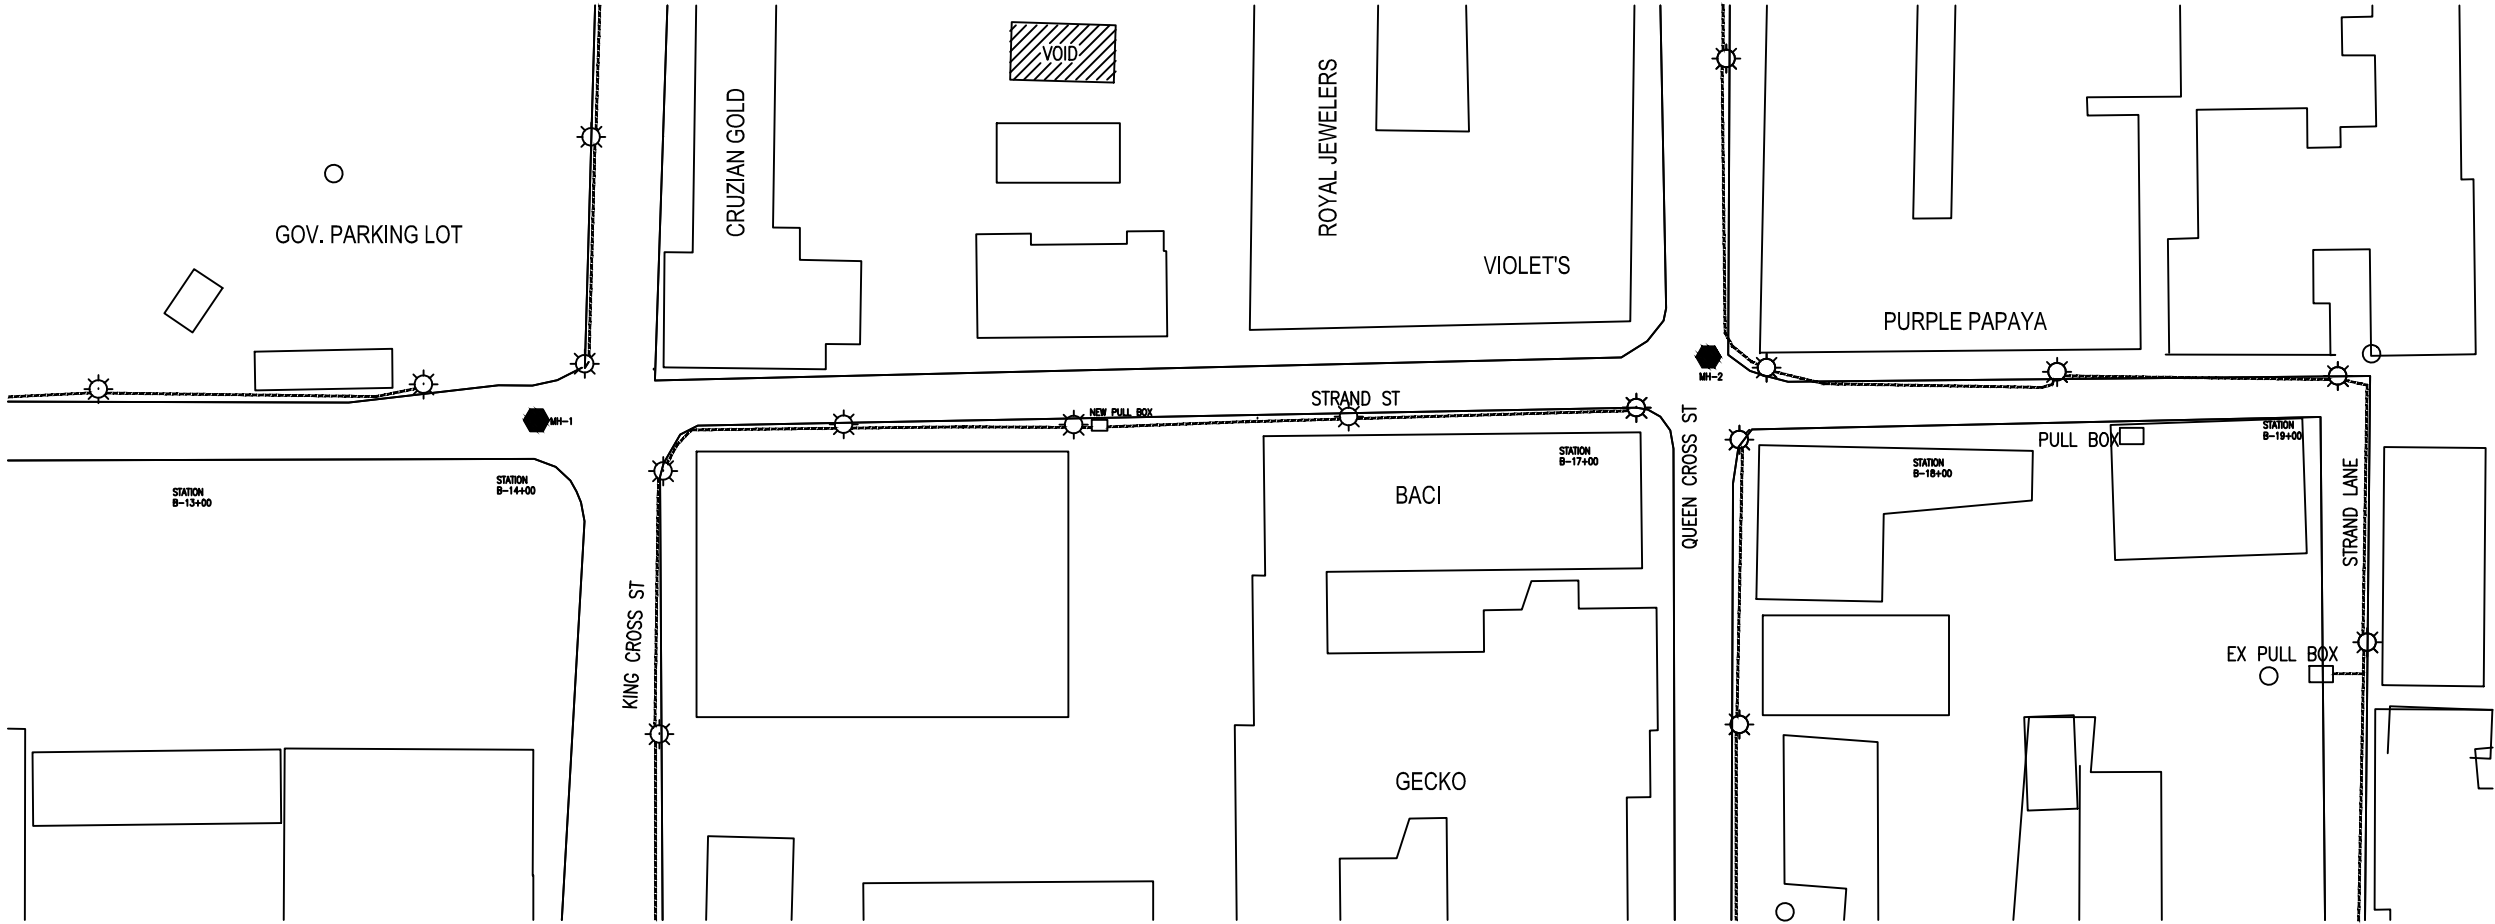 VOID
CRUZIAN GOLD
ROYAL JEWELERS
GOV. PARKING LOT
VIOLET'S
PURPLE PAPAYA
MH-2
STRAND ST
NEW PULL BOX
MH-1
QUEEN CROSS ST
PULL BOX
STATION
B-19+00
STATION
B-17+00
STATION
B-18+00
STATION
B-14+00
STATION
B-13+00
BACI
STRAND LANE
KING CROSS ST
EX PULL BOX
GECKO